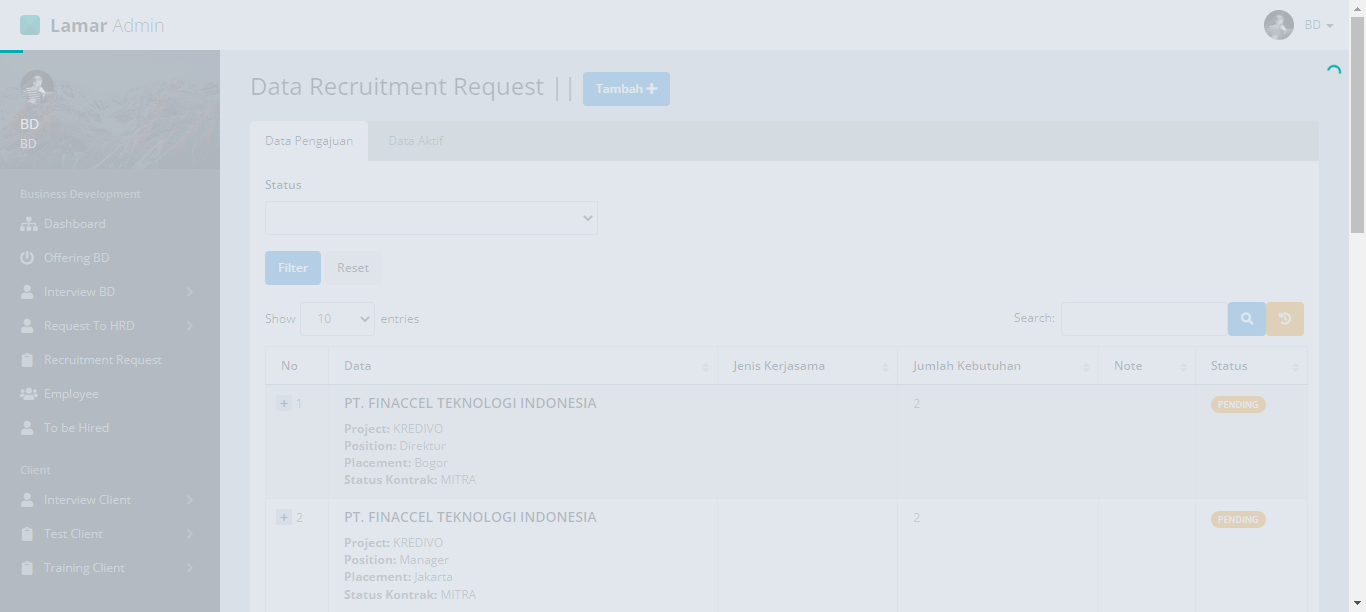 Lamar Admin
BD
BD
BD
Business Development
Dashboard
Offering BD
Interview BD
Request To HRD
Recruitment Request
Employee
To be Hired
Client
Interview Client
Test Client
Training Client
Data Recruitment Request || Tambah
Data Pengajuan Data Aktif
Status
Filter Reset
Show 10 entries Search:
No Data Jenis Kerjasama Jumlah Kebutuhan Note Status
1 PT. FINACCEL TEKNOLOGI INDONESIA 2 PENDING
Project: KREDIVO
Position: Direktur
Placement: Bogor
Status Kontrak: MITRA
2 PT. FINACCEL TEKNOLOGI INDONESIA 2 PENDING
Project: KREDIVO
Position: Manager
Placement: Jakarta
Status Kontrak: MITRA